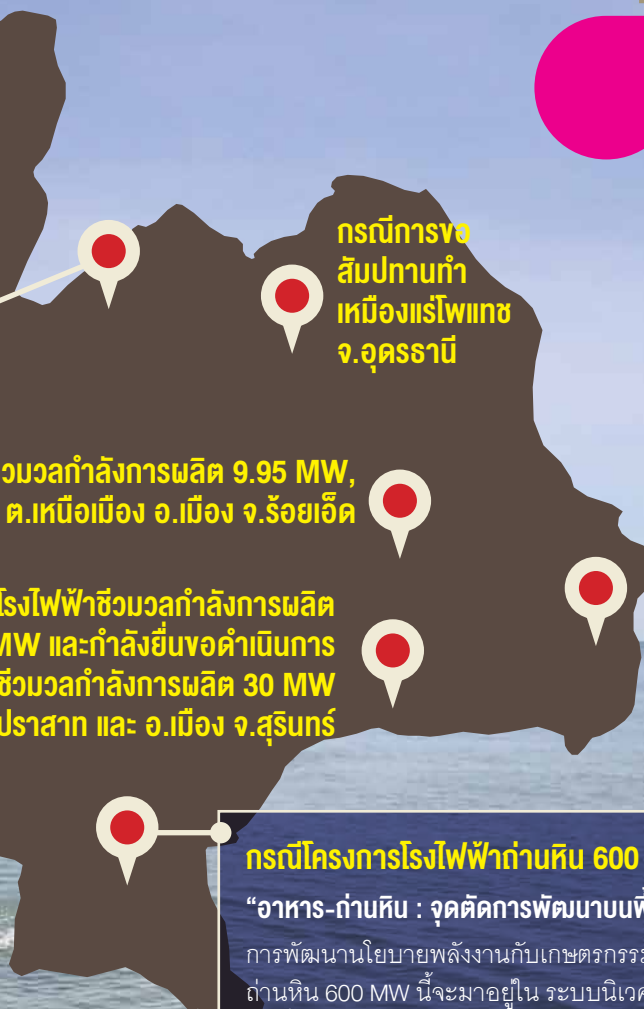 กรณีการขอ
สัมปทานทำ
เหมืองแร่โพแทช
จ.อุดรธานี
ชีวมวลกำลังการผลิต 9.95 MW,
ต.เหนือเมือง อ.เมือง จ.ร้อยเอ็ด
โรงไฟฟ้าชีวมวลกำลังการผลิต
MW และกำลังยื่นขอดำเนินการ
ชีวมวลกำลังการผลิต 30 MW
ปราสาท และ อ.เมือง จ.สุรินทร์
กรณีโครงการโรงไฟฟ้าถ่านหิน 600
“อาหาร-ถ่านหิน : จุดตัดการพัฒนาบนพื้
การพัฒนานโยบายพลังงานกับเกษตรกรรม
ถ่านหิน 600 MW นี้จะมาอยู่ใน ระบบนิเวศ